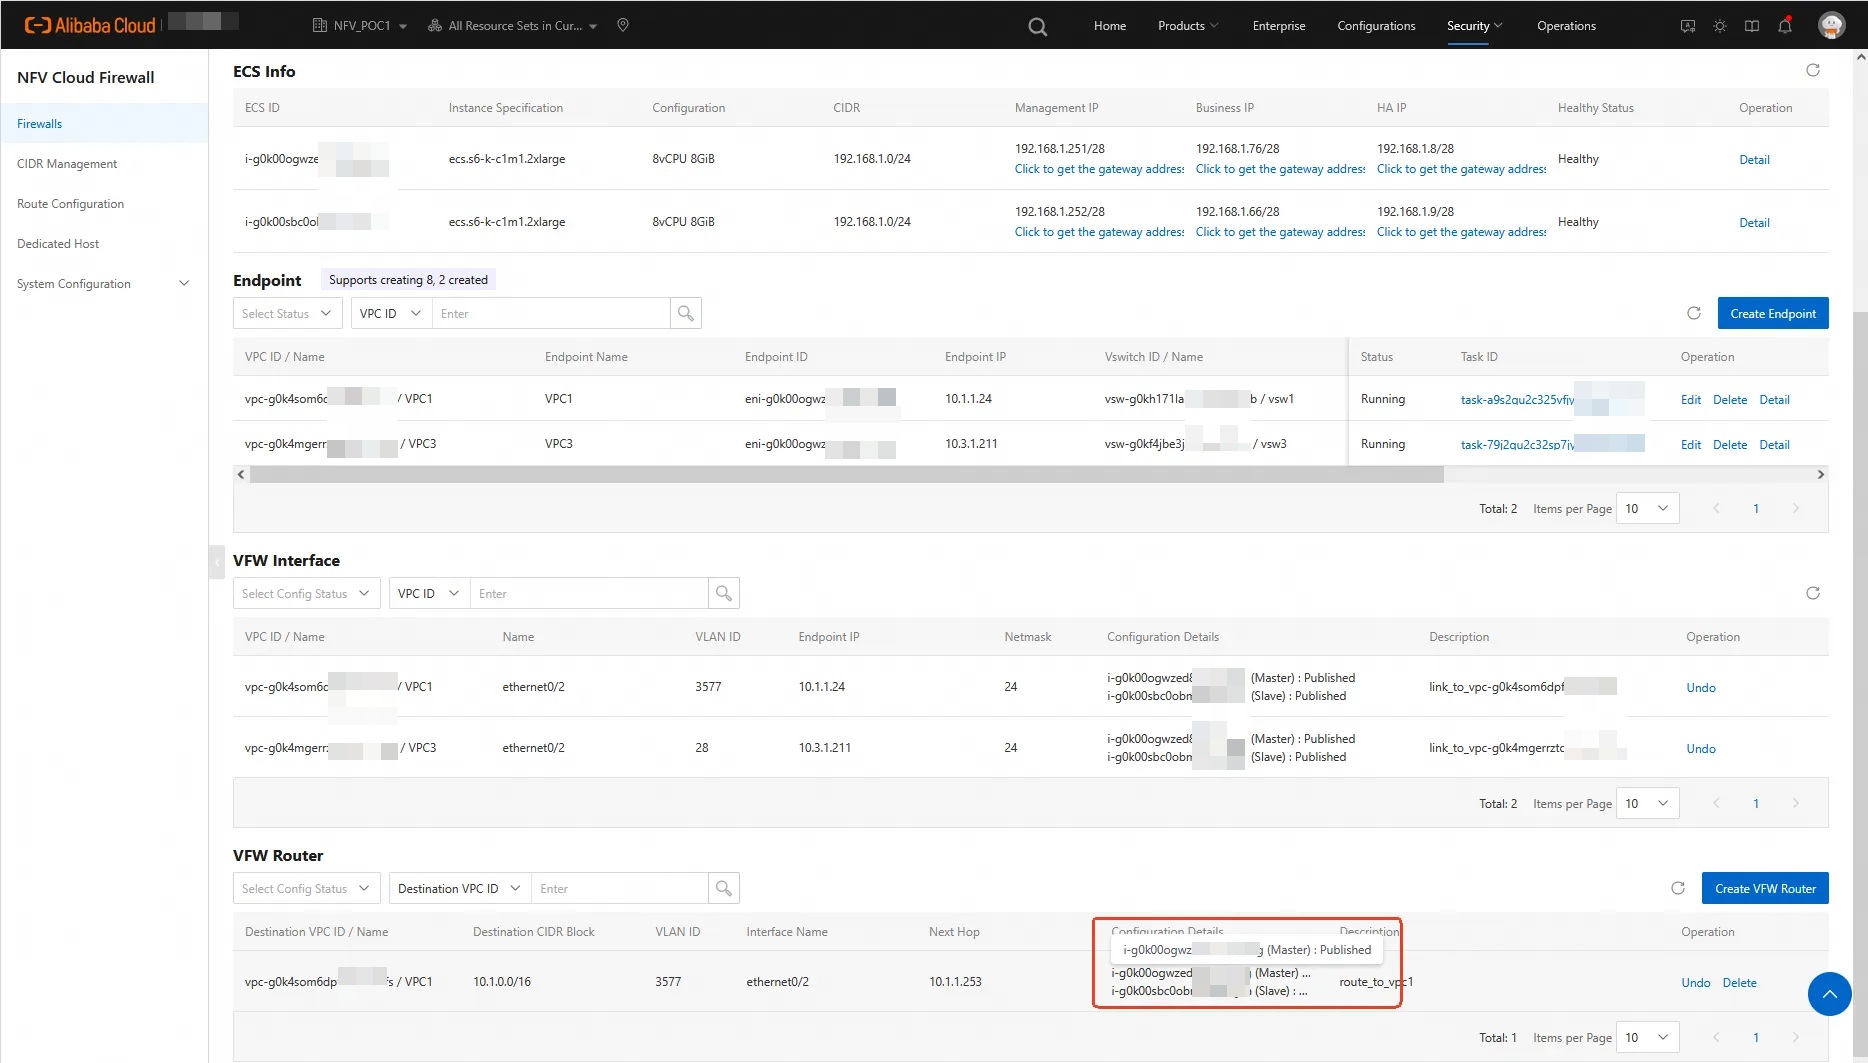 Alibaba Cloud
NFV_POC1
All Resource Sets in Cur...
Home
Products
Enterprise
Configurations
Security
Operations
NFV Cloud Firewall
Firewalls
CIDR Management
Route Configuration
Dedicated Host
System Configuration
ECS Info
ECS ID Instance Specification Configuration CIDR Management IP Business IP HA IP Healthy Status Operation
i-g0k00ogwze ecs.s6-k-c1m1.2xlarge 8vCPU 8GiB 192.168.1.0/24 192.168.1.251/28 192.168.1.76/28 192.168.1.8/28 Healthy Detail
Click to get the gateway address Click to get the gateway address Click to get the gateway address
i-g0k00sbc0ol ecs.s6-k-c1m1.2xlarge 8vCPU 8GiB 192.168.1.0/24 192.168.1.252/28 192.168.1.66/28 192.168.1.9/28 Healthy Detail
Click to get the gateway address Click to get the gateway address Click to get the gateway address
Endpoint Supports creating 8, 2 created
Select Status VPC ID Enter Create Endpoint
VPC ID / Name Endpoint Name Endpoint ID Endpoint IP Vswitch ID / Name Status Task ID Operation
vpc-g0k4som6 / VPC1 VPC1 eni-g0k00ogwz 10.1.1.24 vsw-g0kh171la b / vsw1 Running task-a9s2qu2c325vfjy Edit Delete Detail
vpc-g0k4mgerr / VPC3 VPC3 eni-g0k00ogwz 10.3.1.211 vsw-g0kf4jbe3j / vsw3 Running task-79j2qu2c32sp7jy Edit Delete Detail
Total: 2 Items per Page 10 1
VFW Interface
Select Config Status VPC ID Enter
VPC ID / Name Name VLAN ID Endpoint IP Netmask Configuration Details Description Operation
vpc-g0k4som6 / VPC1 ethernet0/2 3577 10.1.1.24 24 i-g0k00ogwzed8 (Master) : Published link_to_vpc-g0k4som6dpf Undo
i-g0k00sbc0obn (Slave) : Published
vpc-g0k4mgerr / VPC3 ethernet0/2 28 10.3.1.211 24 i-g0k00ogwzed8 (Master) : Published link_to_vpc-g0k4mgerrztc Undo
i-g0k00sbc0obn (Slave) : Published
Total: 2 Items per Page 10 1
VFW Router
Select Config Status Destination VPC ID Enter Create VFW Router
Destination VPC ID / Name Destination CIDR Block VLAN ID Interface Name Next Hop Configuration Details Description Operation
i-g0k00ogwz g (Master) : Published
vpc-g0k4som6dp s / VPC1 10.1.0.0/16 3577 ethernet0/2 10.1.1.253 i-g0k00ogwzed (Master) ... route_to_vpc1 Undo Delete
i-g0k00sbc0ob (Slave) : ...
Total: 1 Items per Page 10 1